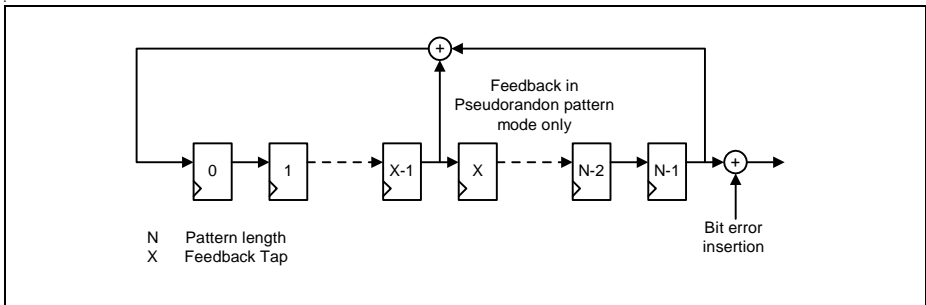 +
Feedback in
Pseudorandon pattern
mode only
0
1
X-1
X
N-2
N-1
+
N Pattern length
X Feedback Tap
Bit error
insertion